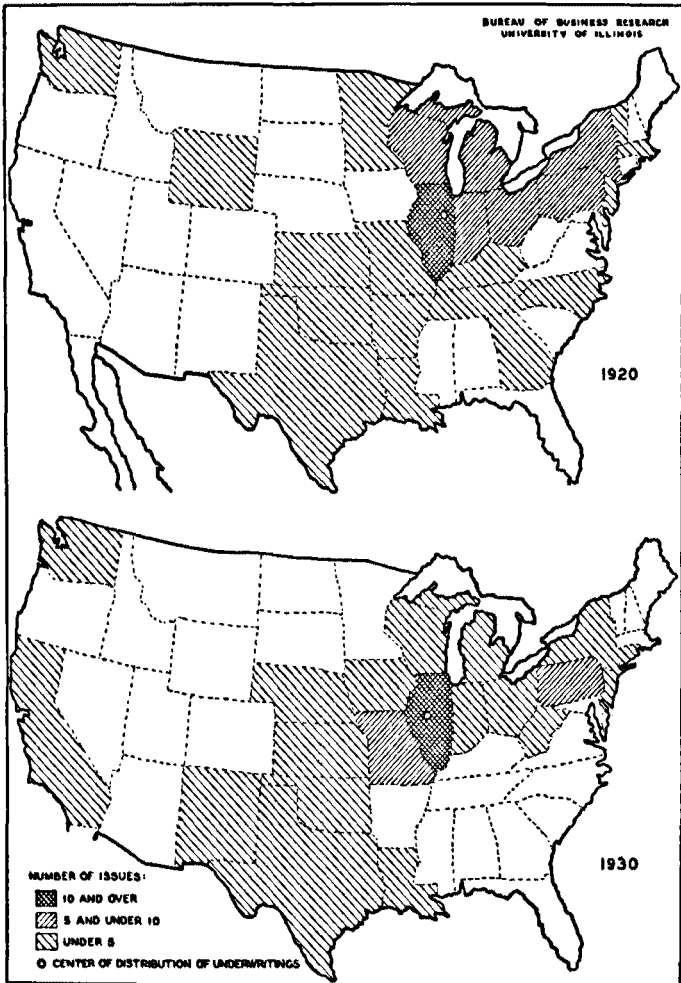 BUREAU OF BUSINESS RESEARCH
UNIVERSITY OF ILLINOIS
1920
1930
NUMBER OF ISSUES:
10 AND OVER
5 AND UNDER 10
UNDER 5
O CENTER OF DISTRIBUTION OF UNDERWRITINGS